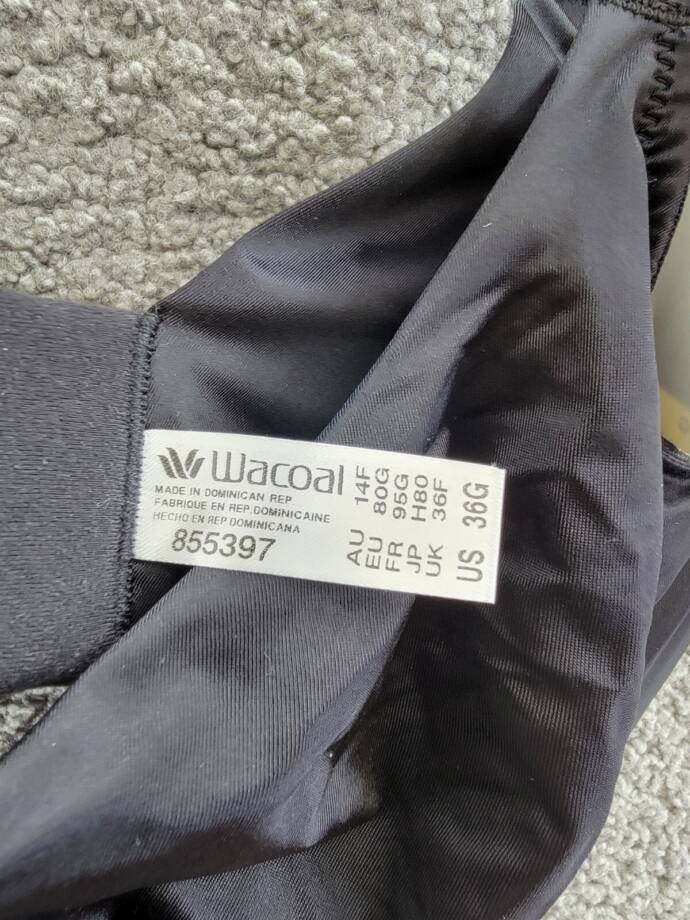 Wacoal
MADE IN DOMINICAN REP.
FABRIQUE EN REP. DOMINICAINE
HECHO EN REP DOMINICANA
855397
AU 14F
EU 80G
FR 95G
JP H80
UK 36F
US 36G